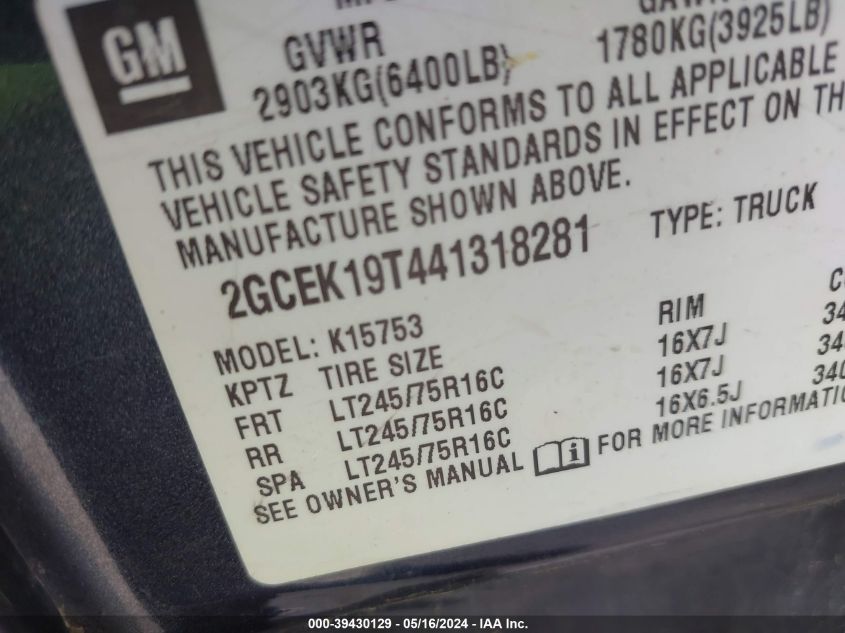 GM
GVWR
2903KG(6400LB)
1780KG(3925LB)
THIS VEHICLE CONFORMS TO ALL APPLICABLE
VEHICLE SAFETY STANDARDS IN EFFECT ON
MANUFACTURE SHOWN ABOVE.
2GCEK19T441318281 TYPE: TRUCK
MODEL: K15753
KPTZ TIRE SIZE RIM
FRT LT245/75R16C 16X7J
RR LT245/75R16C 16X7J
SPA LT245/75R16C 16X6.5J 340
SEE OWNER'S MANUAL FOR MORE INFORMATIO
000-39430129 - 05/16/2024 - IAA Inc.